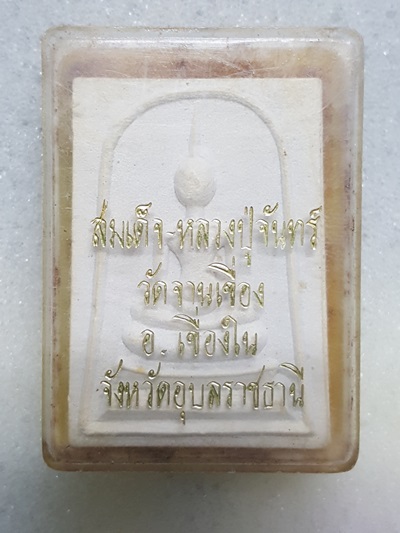 สมเด็จ หลวงปู่จันทร์
วัดจานเขื่อง
อ. เขื่องใน
จังหวัดอุบลราชธานี